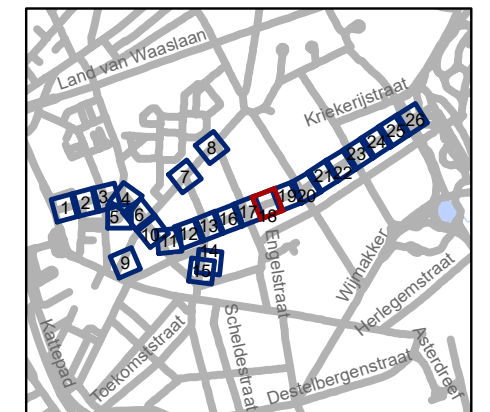 Land van Waaslaan
Kriekerijstraat
8
7
1
2
3
4
5
6
9
10
11
12
13
14
15
16
17
18
19
20
21
22
23
24
25
26
Engelstraat
Wijmakker
Herlegemstraat
Kattepad
Toekomststraat
Scheldestraat
Destelbergenstraat
Asterdreef